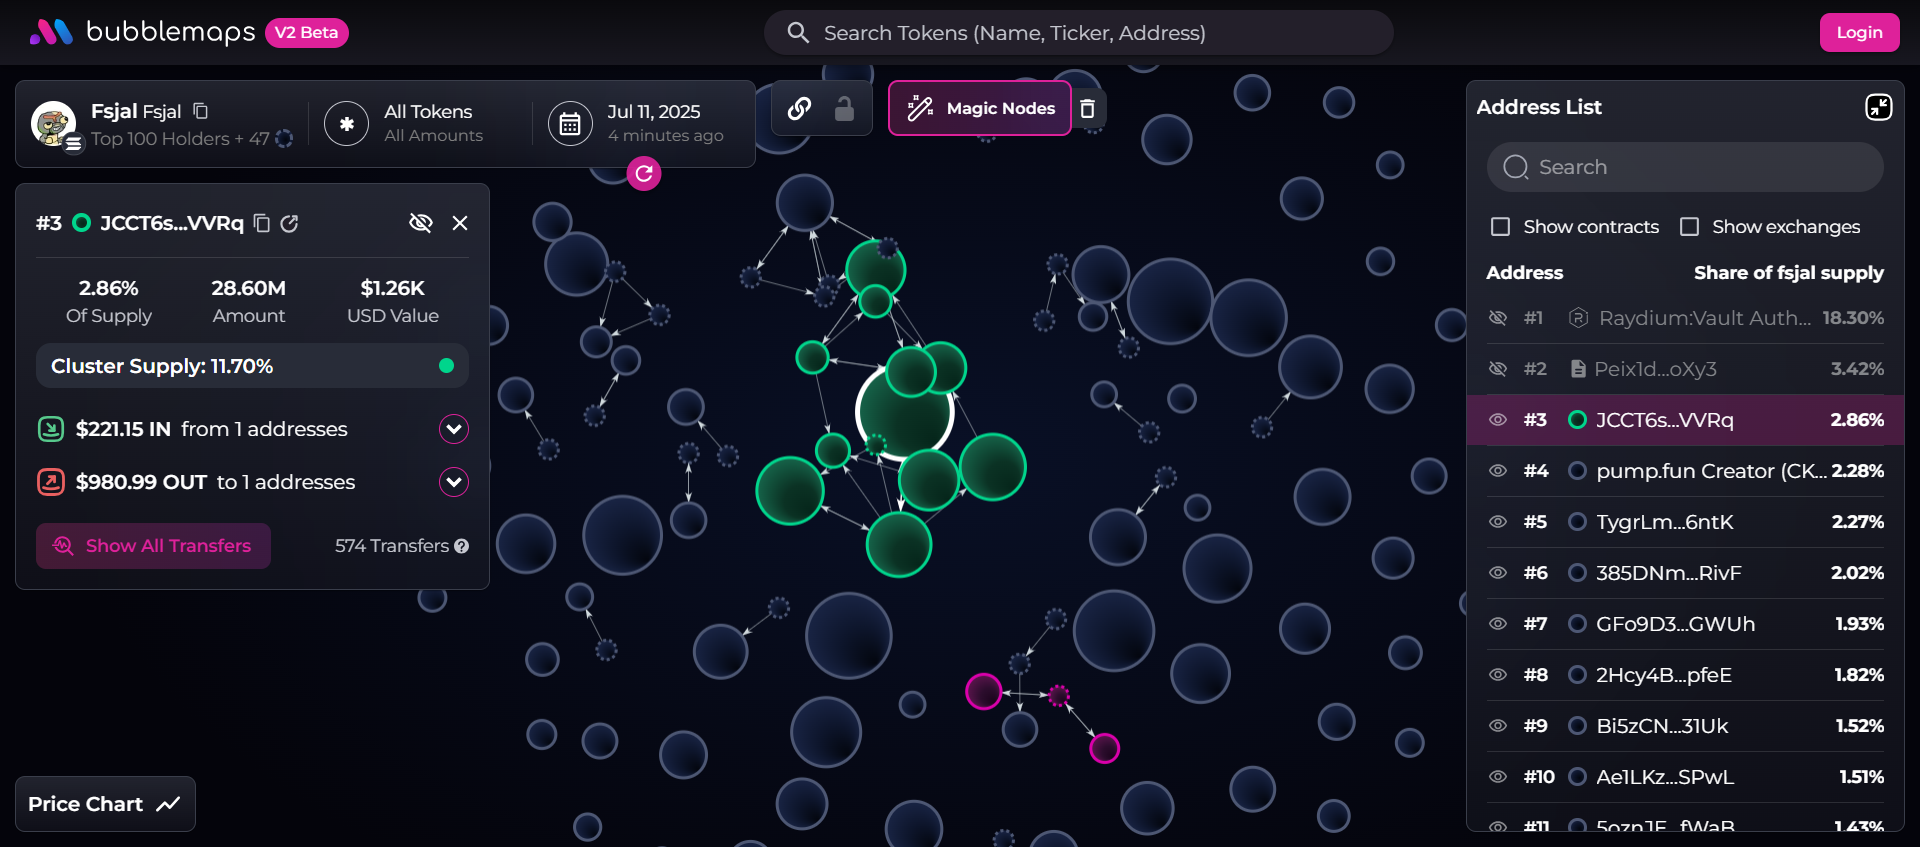 bubblemaps V2 Beta
Search Tokens (Name, Ticker, Address)
Login
Fsjal Fsjal
Top 100 Holders + 47
All Tokens
All Amounts
Jul 11, 2025
4 minutes ago
Magic Nodes
#3 JCCT6s...VVRq
2.86% 28.60M $1.26K
Of Supply Amount USD Value
Cluster Supply: 11.70%
$221.15 IN from 1 addresses
$980.99 OUT to 1 addresses
Show All Transfers 574 Transfers
Price Chart
Address List
Search
Show contracts Show exchanges
Address Share of fsjal supply
#1 Raydium:Vault Auth... 18.30%
#2 Peix1d...oXy3 3.42%
#3 JCCT6s...VVRq 2.86%
#4 pump.fun Creator (CK... 2.28%
#5 TygrLm...6ntK 2.27%
#6 385DNm...RivF 2.02%
#7 GFo9D3...GWUh 1.93%
#8 2Hcy4B...pfeE 1.82%
#9 Bi5zCN...31Uk 1.52%
#10 Ae1LKz...SPwL 1.51%
#11 1.43%